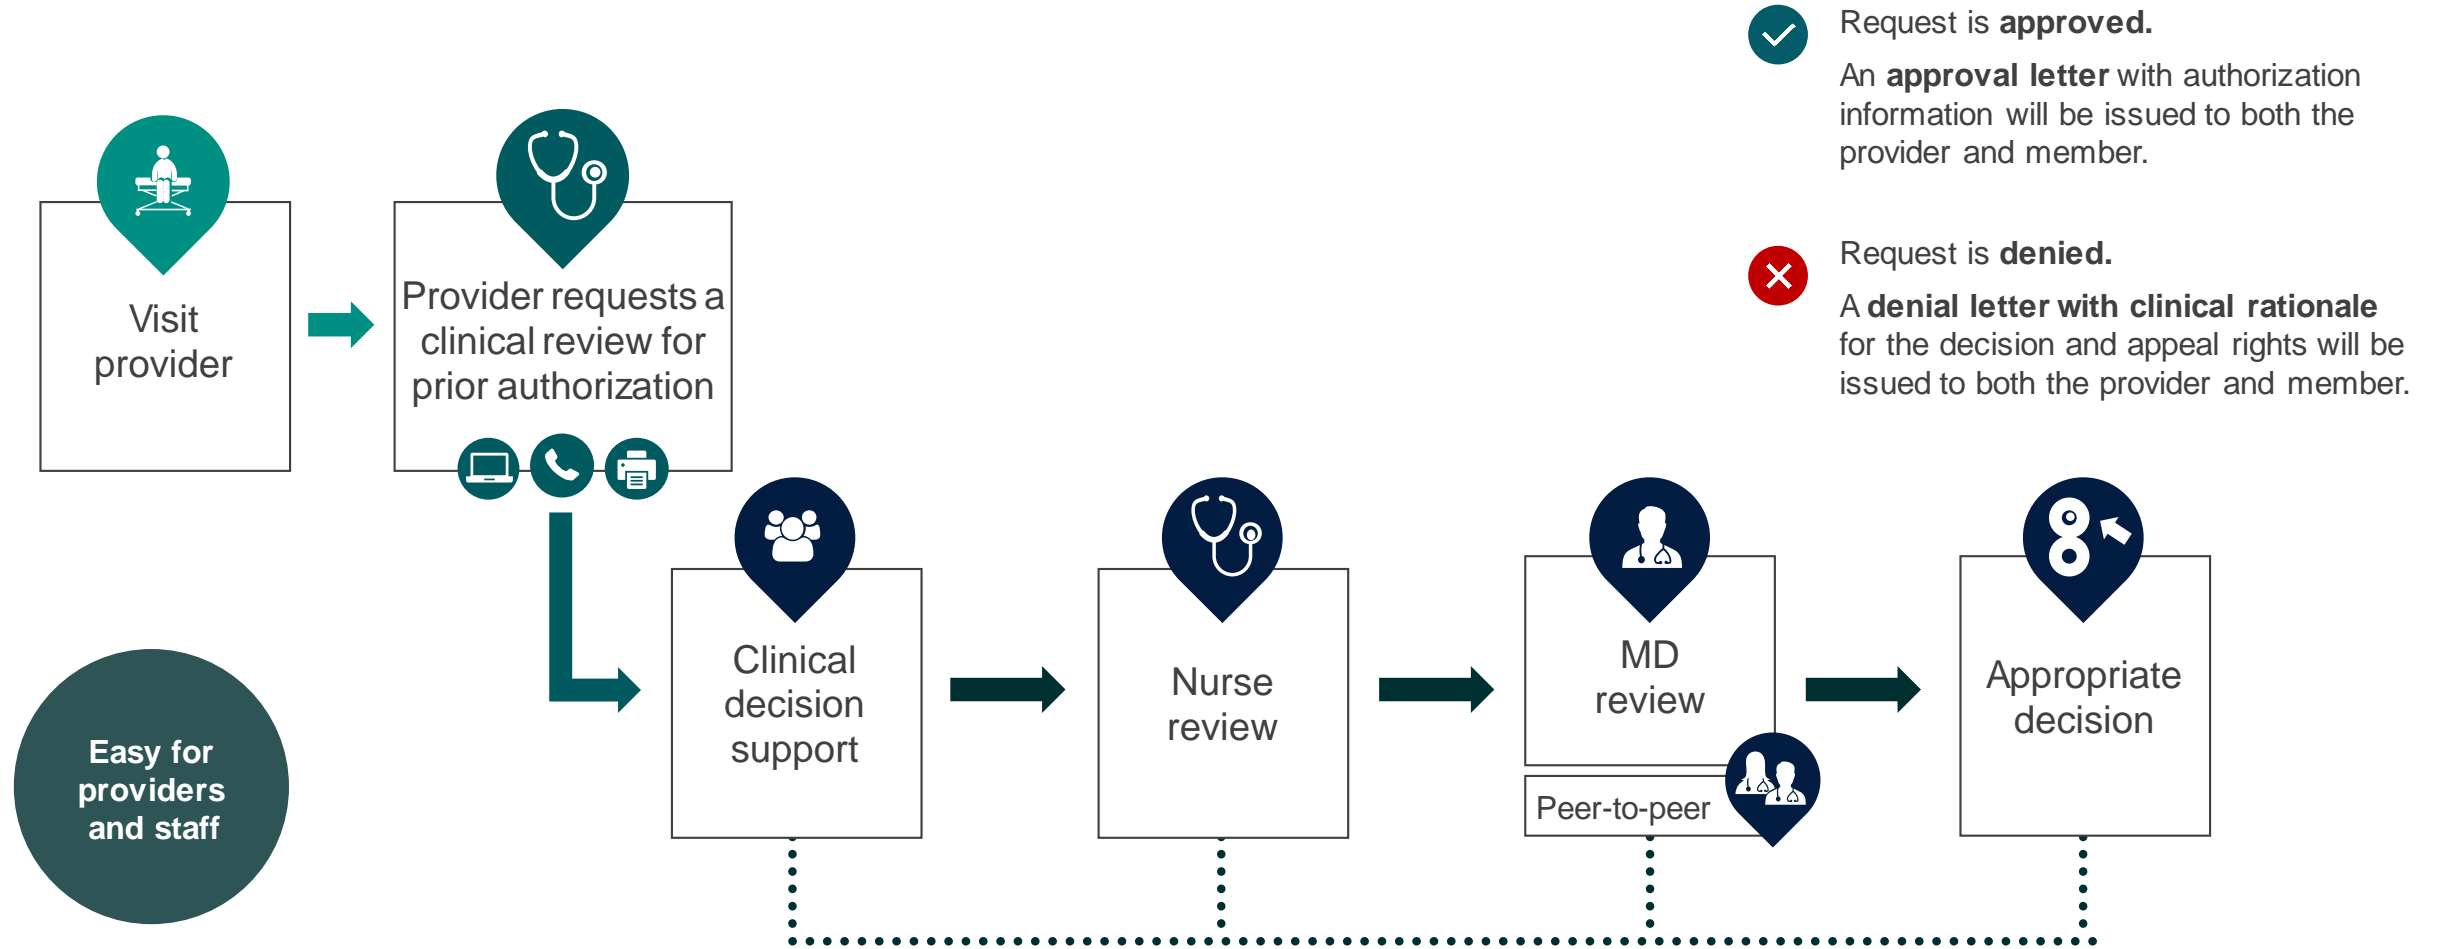 Request is approved.
An approval letter with authorization
information will be issued to both the
provider and member.
Request is denied.
A denial letter with clinical rationale
for the decision and appeal rights will be
issued to both the provider and member.
Visit
provider
Provider requests a
clinical review for
prior authorization
Clinical
decision
support
Nurse
review
MD
review
Peer-to-peer
Appropriate
decision
Easy for
providers
and staff